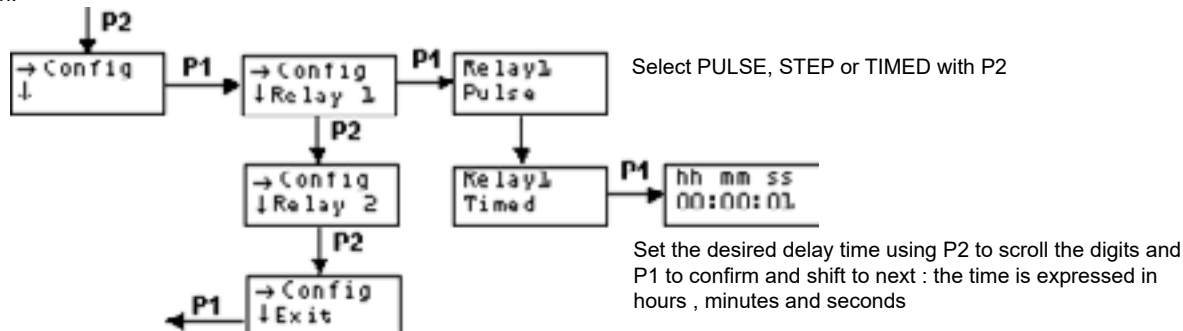 P2
→ Config
↓
P1
→ Config
↓Relay 1
P1
Relay1
Pulse
Select PULSE, STEP or TIMED with P2
P2
→ Config
↓Relay 2
Relay1
Timed
P1
hh mm ss
00:00:01
P2
Set the desired delay time using P2 to scroll the digits and
P1 to confirm and shift to next : the time is expressed in
hours , minutes and seconds
P1
→ Config
↓Exit